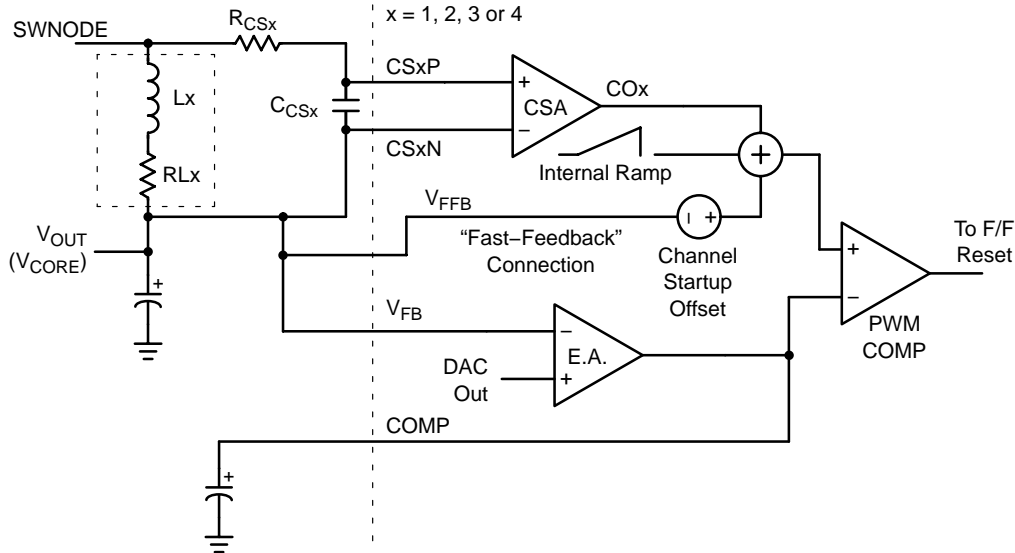 x = 1, 2, 3 or 4
SWNODE
RCSx
CSxP
COx
Lx
CCSx
+
CSA
−
CSxN
Internal Ramp
+
RLx
VFFB
− +
To F/F
Reset
VOUT
(VCORE)
"Fast−Feedback"
Connection
Channel
Startup
Offset
+
−
PWM
COMP
+
VFB
−
E.A.
+
DAC
Out
COMP
+